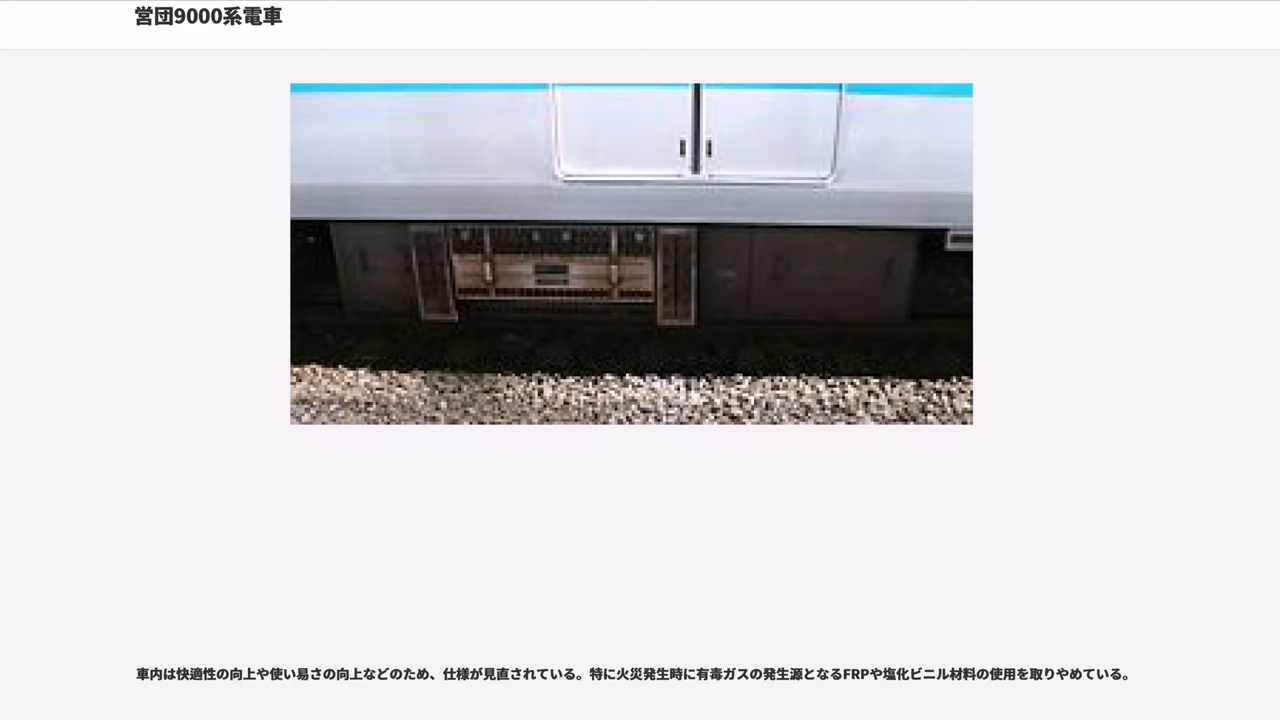 営団9000系電車
車内は快適性の向上や使い易さの向上などのため、仕様が見直されている。特に火災発生時に有毒ガスの発生源となるFRPや塩化ビニル材料の使用を取りやめている。